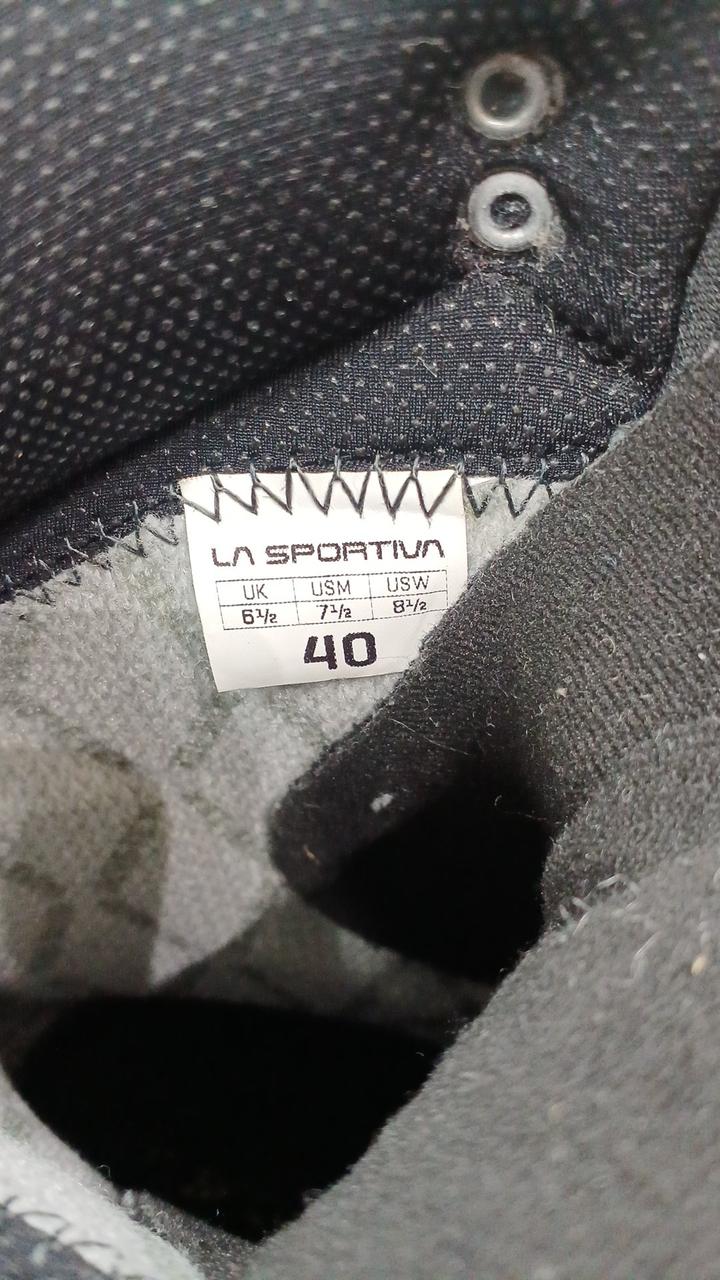 LA SPORTIVA
UK USM USW
6½ 7½ 8½
40